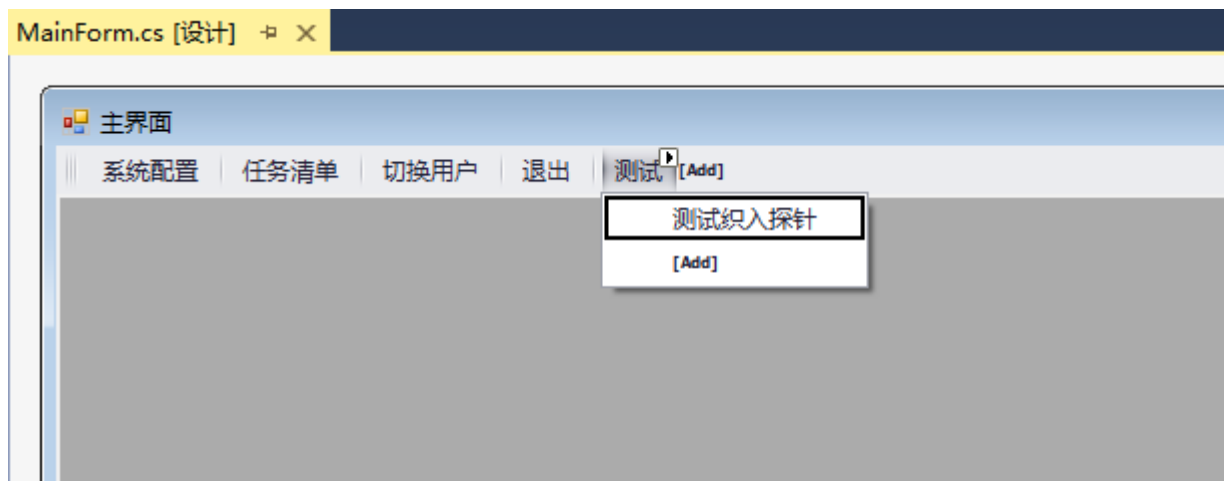 MainForm.cs [设计]
主界面
系统配置 任务清单 切换用户 退出 测试 [Add]
测试织入探针
[Add]